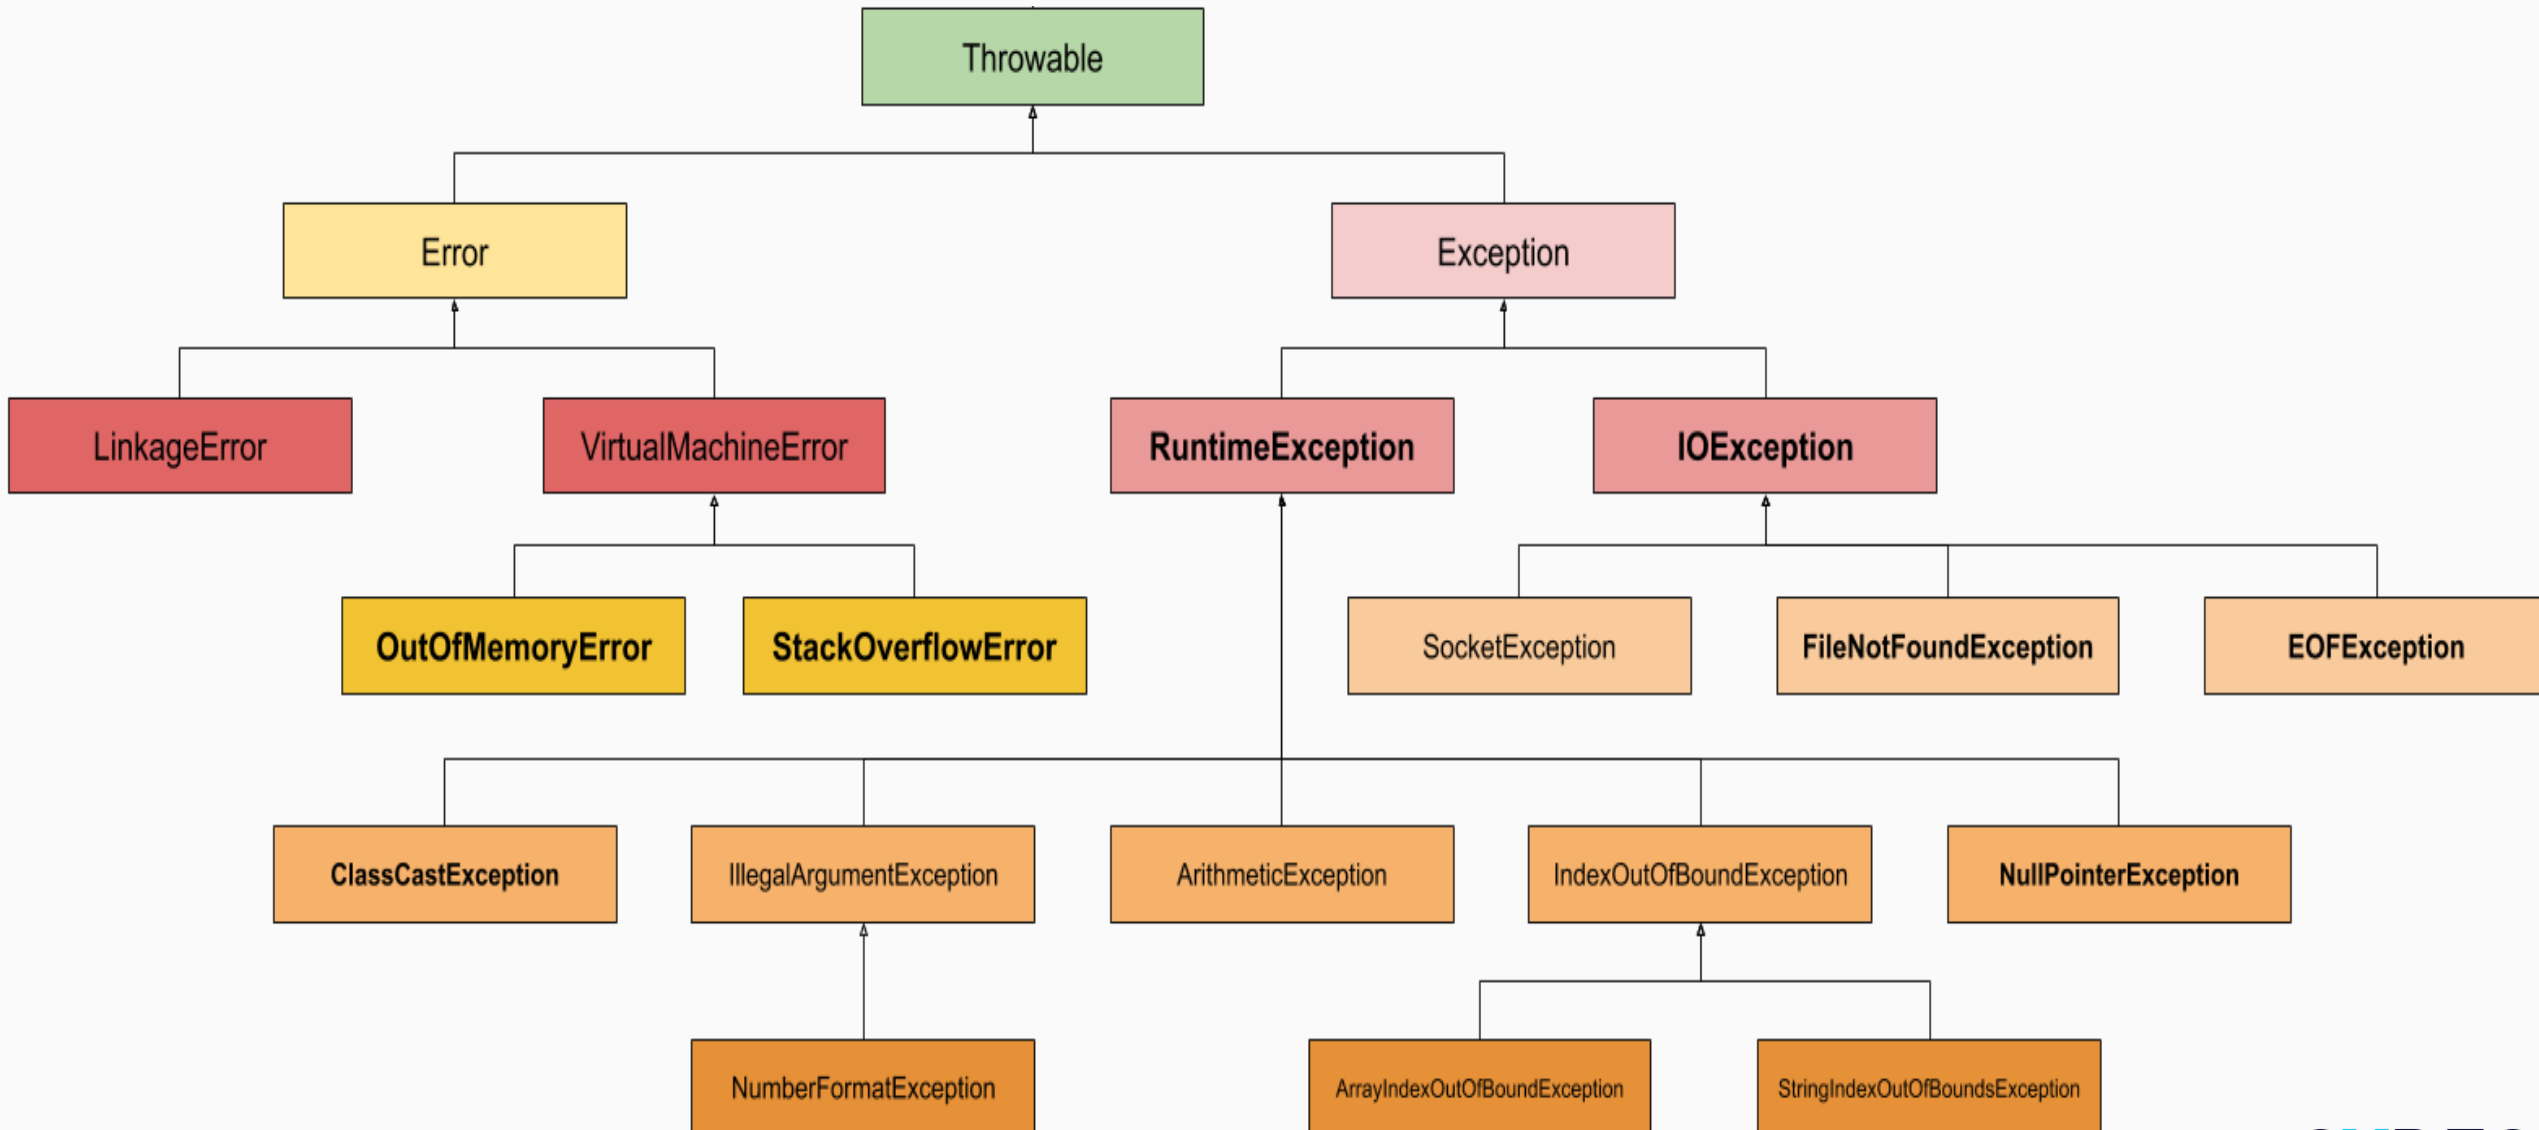 Throwable
Error
Exception
LinkageError
VirtualMachineError
RuntimeException
IOException
OutOfMemoryError
StackOverflowError
SocketException
FileNotFoundException
EOFException
ClassCastException
IllegalArgumentException
ArithmeticException
IndexOutOfBoundException
NullPointerException
NumberFormatException
ArrayIndexOutOfBoundException
StringIndexOutOfBoundsException